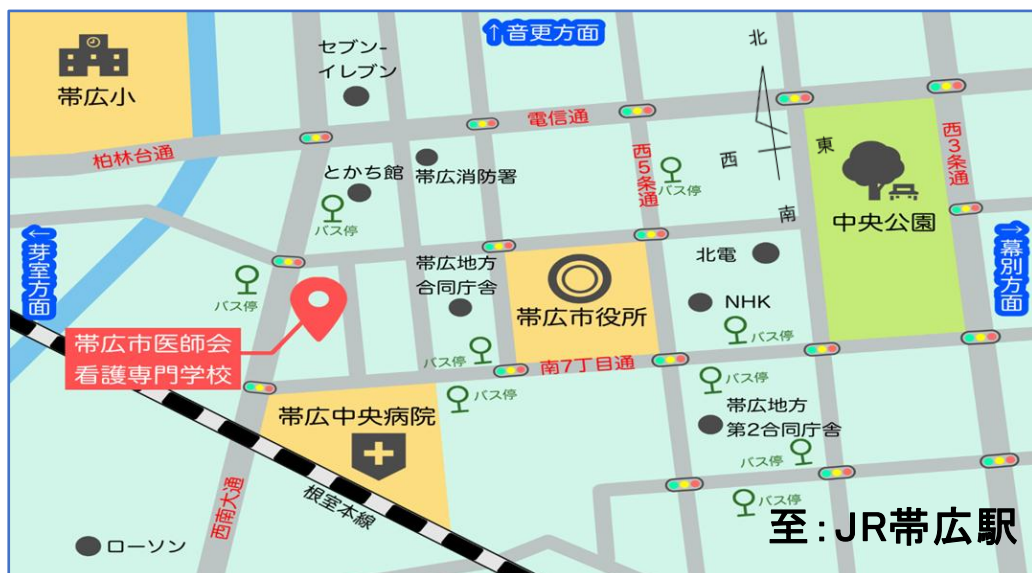 ↑音更方面
北
セブン-
イレブン
帯広小
電信通
柏林台通
西3条通
東
西
南
とかち館
帯広消防署
バス停
西5条通
バス停
中央公園
←芽室方面
→幕別方面
バス停
帯広地方
合同庁舎
北電
NHK
帯広市役所
バス停
帯広市医師会
看護専門学校
バス停
南7丁目通
バス停
バス停
帯広中央病院
帯広地方
第2合同庁舎
バス停
バス停
根室本線
西南大通
ローソン
至:JR帯広駅